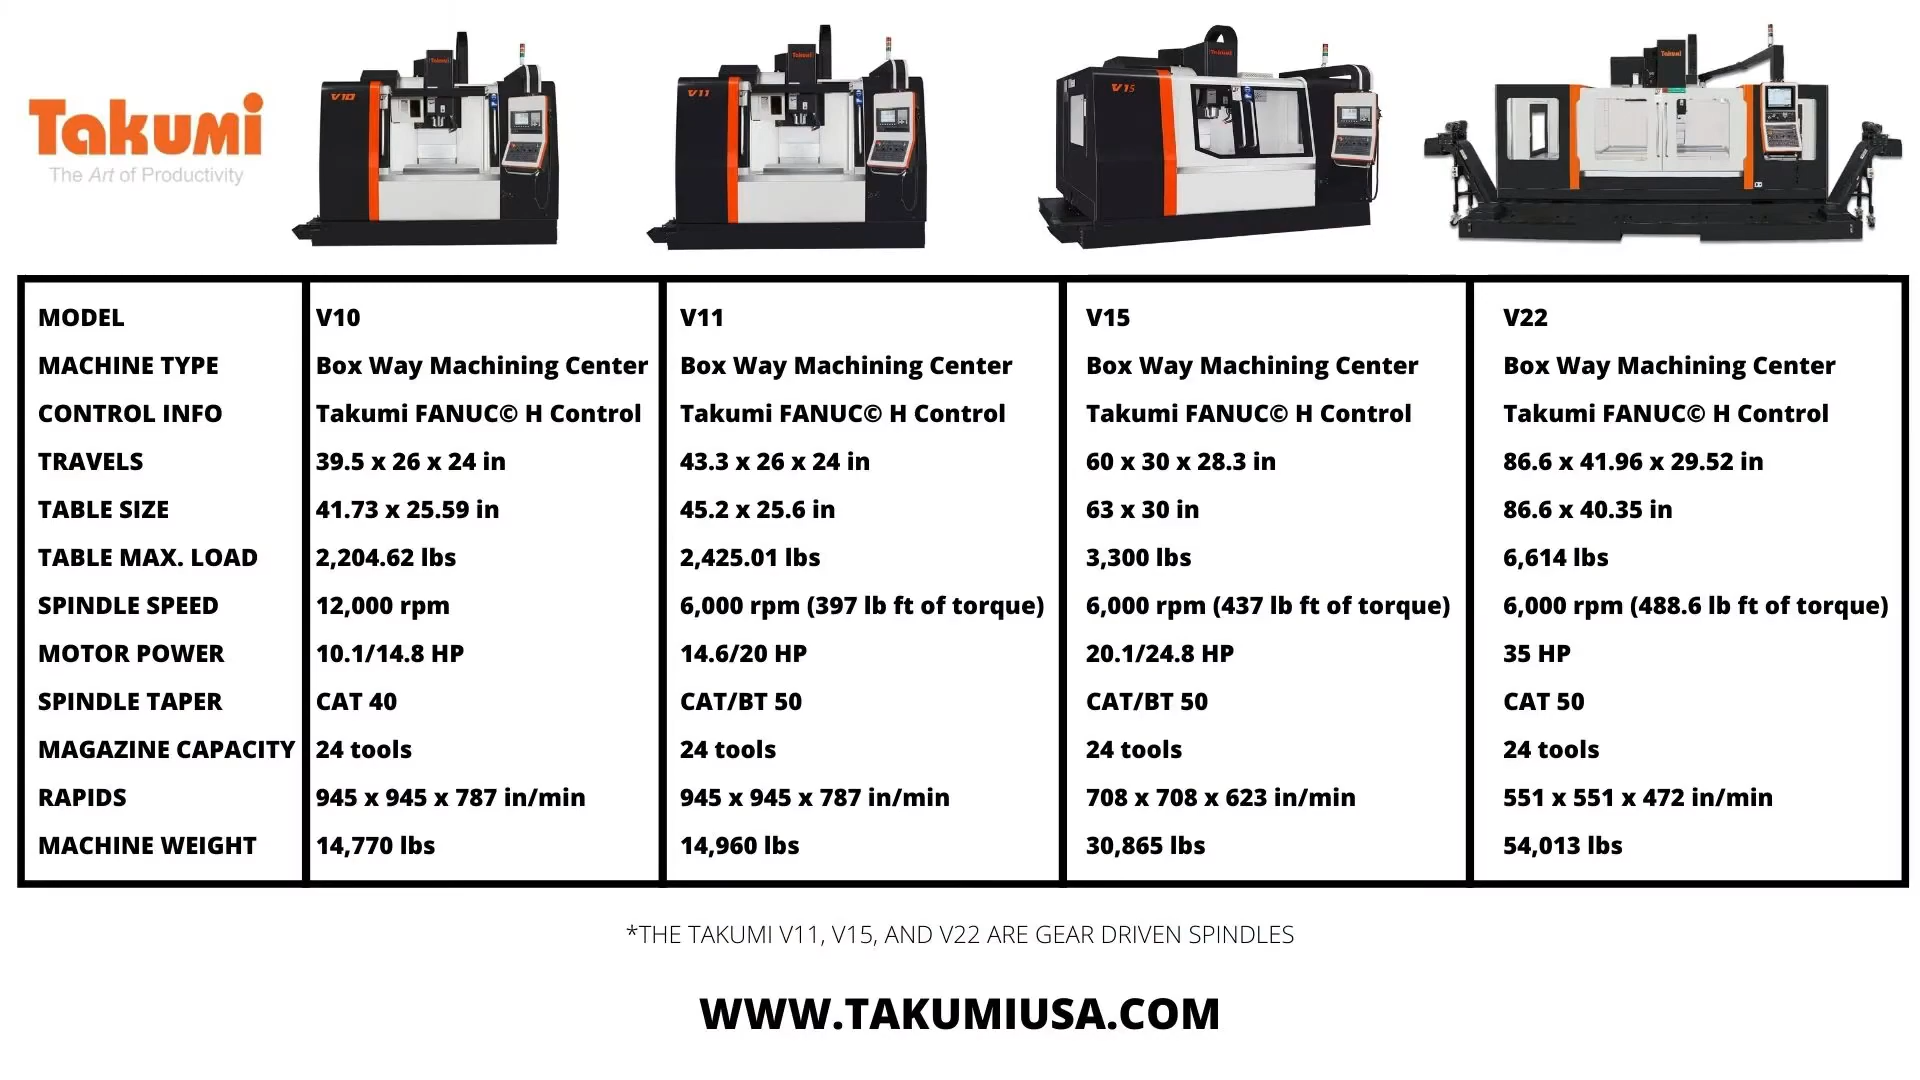 Takumi
The Art of Productivity
V10
Takumi
V11
Takumi
V15
Takumi
Takumi
MODEL V10 V11 V15 V22
MACHINE TYPE Box Way Machining Center Box Way Machining Center Box Way Machining Center Box Way Machining Center
CONTROL INFO Takumi FANUC© H Control Takumi FANUC© H Control Takumi FANUC© H Control Takumi FANUC© H Control
TRAVELS 39.5 x 26 x 24 in 43.3 x 26 x 24 in 60 x 30 x 28.3 in 86.6 x 41.96 x 29.52 in
TABLE SIZE 41.73 x 25.59 in 45.2 x 25.6 in 63 x 30 in 86.6 x 40.35 in
TABLE MAX. LOAD 2,204.62 lbs 2,425.01 lbs 3,300 lbs 6,614 lbs
SPINDLE SPEED 12,000 rpm 6,000 rpm (397 lb ft of torque) 6,000 rpm (437 lb ft of torque) 6,000 rpm (488.6 lb ft of torque)
MOTOR POWER 10.1/14.8 HP 14.6/20 HP 20.1/24.8 HP 35 HP
SPINDLE TAPER CAT 40 CAT/BT 50 CAT/BT 50 CAT 50
MAGAZINE CAPACITY 24 tools 24 tools 24 tools 24 tools
RAPIDS 945 x 945 x 787 in/min 945 x 945 x 787 in/min 708 x 708 x 623 in/min 551 x 551 x 472 in/min
MACHINE WEIGHT 14,770 lbs 14,960 lbs 30,865 lbs 54,013 lbs
*THE TAKUMI V11, V15, AND V22 ARE GEAR DRIVEN SPINDLES
WWW.TAKUMIUSA.COM